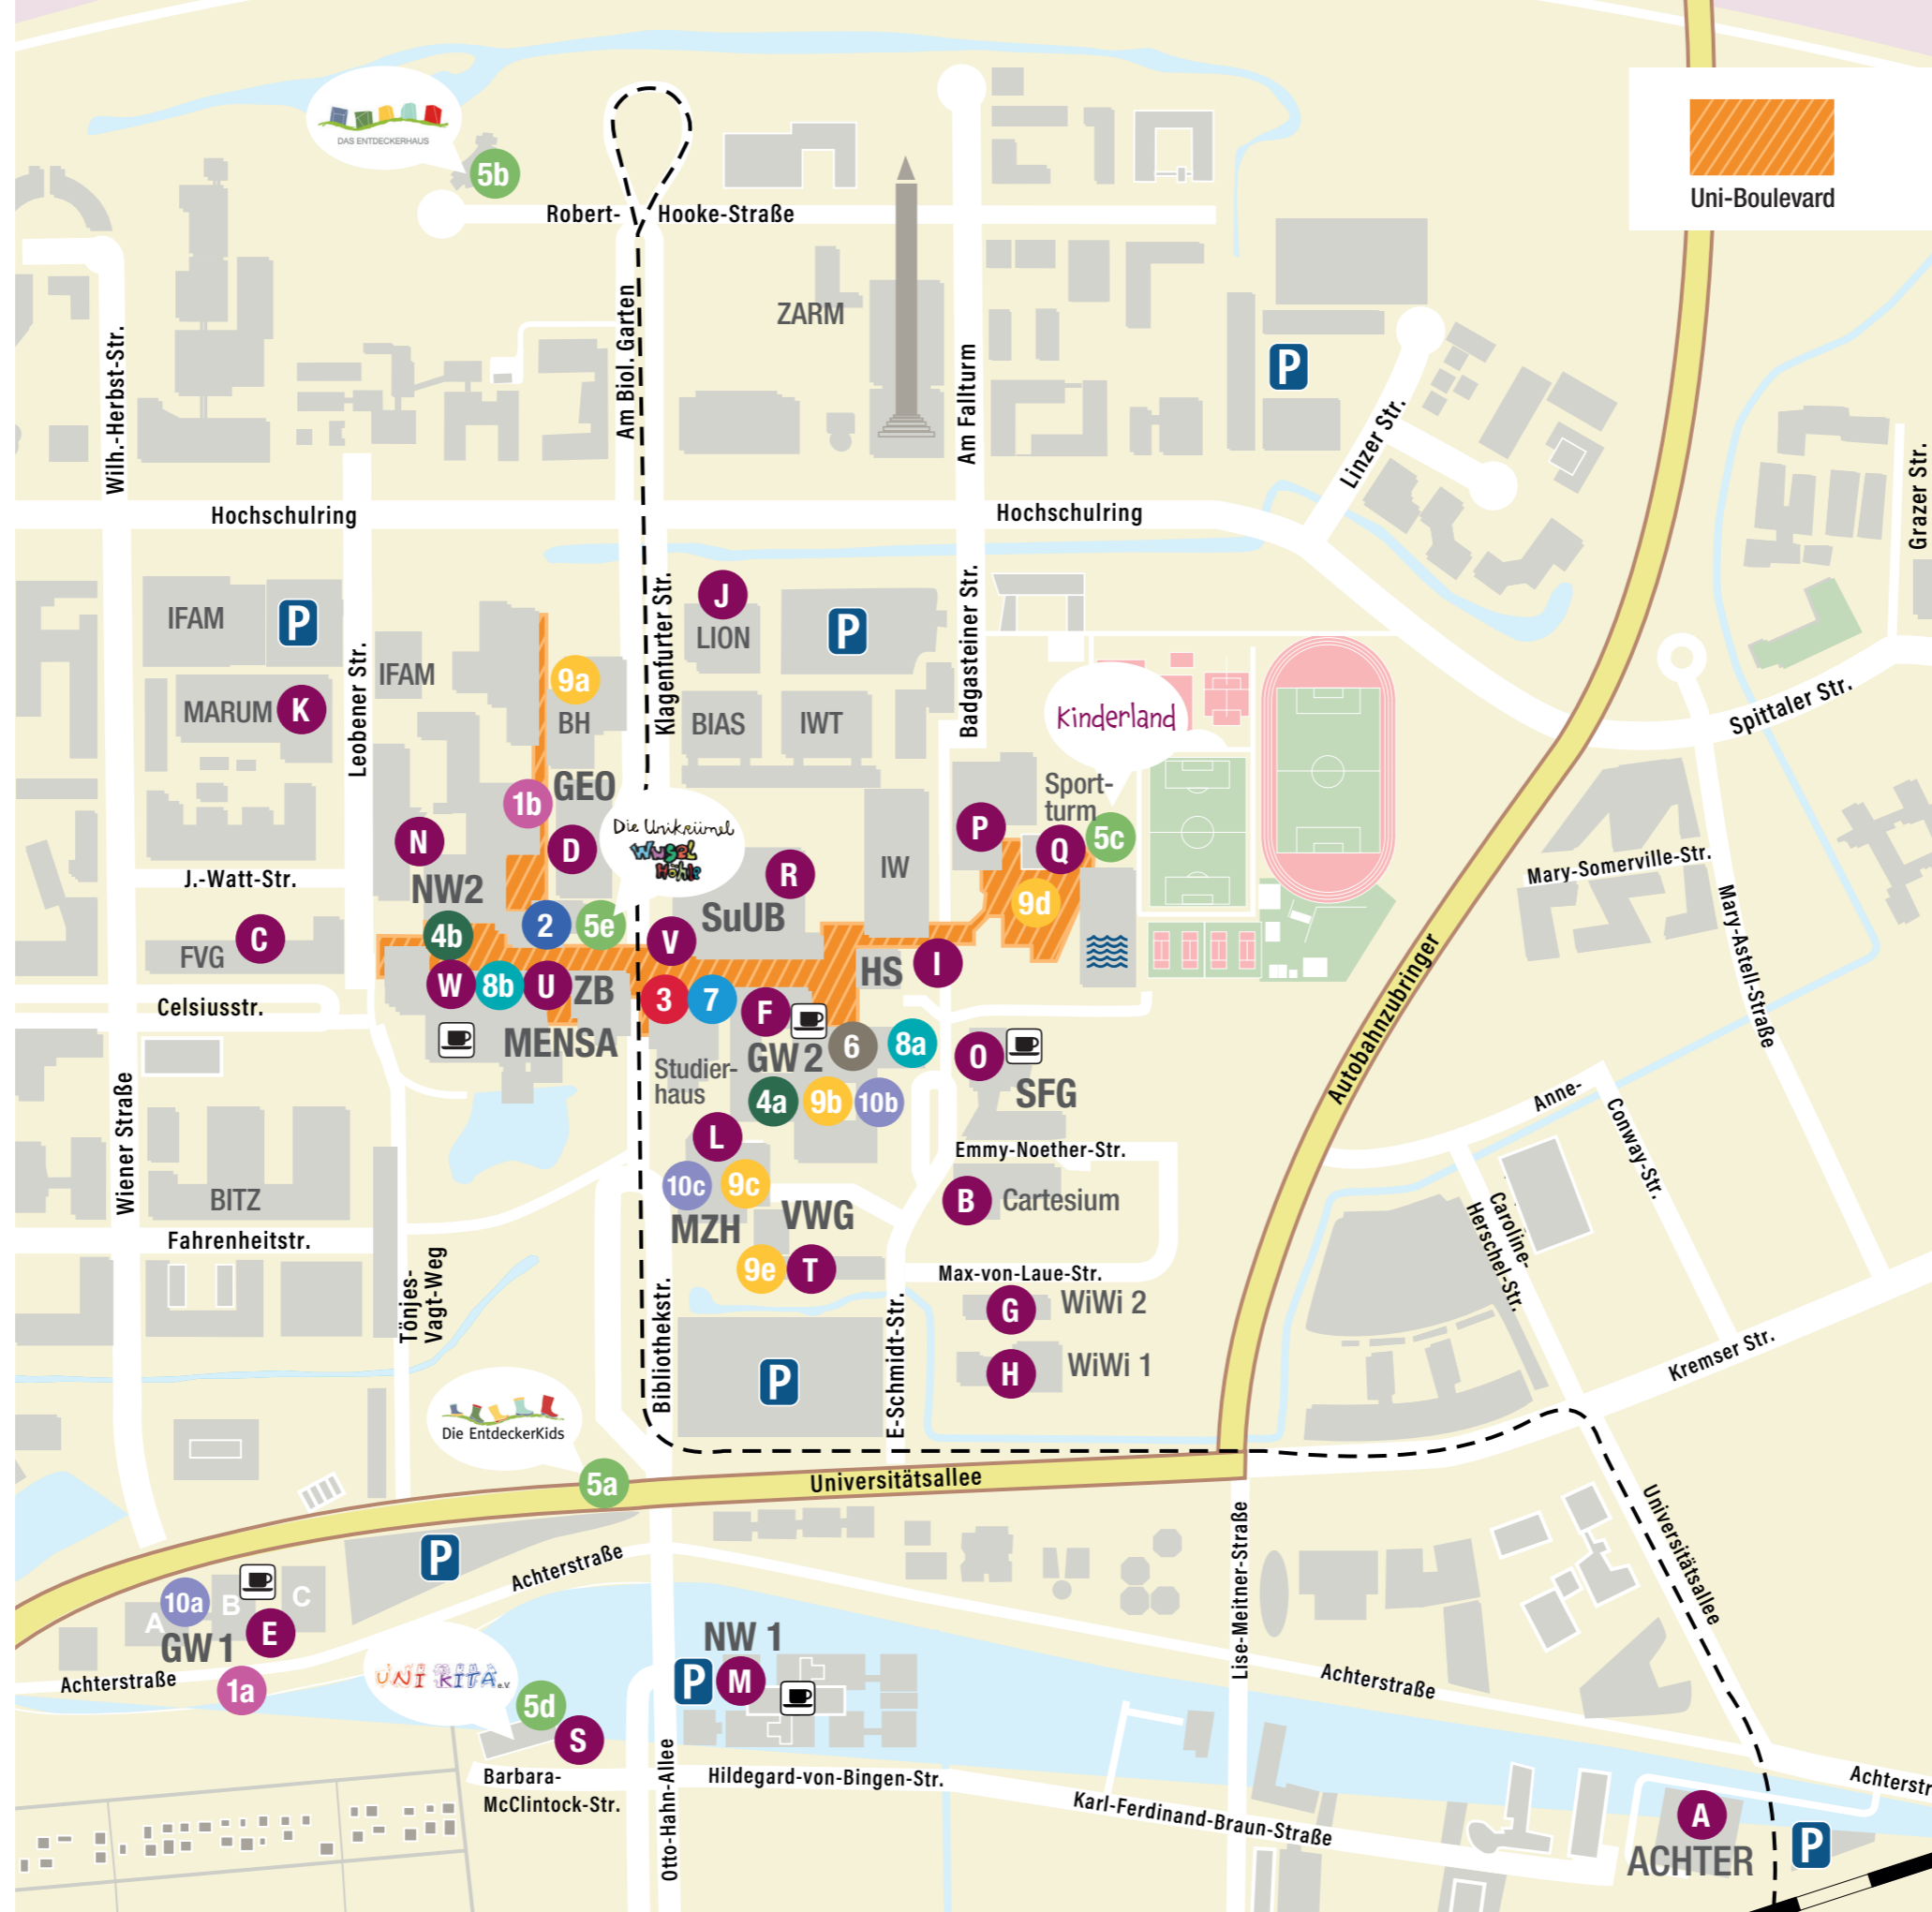 DAS ENTDECKERHAUS
5b
Uni-Boulevard
Robert-
Hooke-Straße
ZARM
Wilh.-Herbst-Str.
Am Biol. Garten
Am Fallturm
P
Linzer Str.
Grazer Str.
Hochschulring
Hochschulring
IFAM
P
Leobener Str.
IFAM
9a
BH
Klagenfurter Str.
J
LION
P
Badgasteiner Str.
MARUM
K
BIAS
IWT
Kinderland
Spittaler Str.
1b
GEO
Sport-
turm
N
D
Die Unikrümel
Wusel
Höhle
R
IW
P
Q
5c
J.-Watt-Str.
NW2
SuUB
9d
Mary-Somerville-Str.
Mary-Astell-Straße
FVG
C
4b
2
5e
V
HS
I
Celsiusstr.
W
8b
U
ZB
3
7
F
MENSA
Studier-
haus
GW 2
6
8a
O
SFG
Autobahnzubringer
4a
9b
10b
Wiener Straße
L
Emmy-Noether-Str.
Anne-
Conway-Str.
BITZ
10c
9c
B
Cartesium
MZH
VWG
Caroline-
Herschel-Str.
Fahrenheitstr.
Tönjes-
Vagt-Weg
9e
T
Max-von-Laue-Str.
G
WiWi 2
Bibliothekstr.
P
E-Schmidt-Str.
H
WiWi 1
Kremser Str.
Die EntdeckerKids
5a
Universitätsallee
Universitätsallee
P
Achterstraße
Lise-Meitner-Straße
10a
A
B
C
GW 1
E
Achterstraße
1a
UNI KITA e.V.
5d
S
NW 1
P
M
Achterstraße
Barbara-
McClintock-Str.
Otto-Hahn-Allee
Hildegard-von-Bingen-Str.
Karl-Ferdinand-Braun-Straße
Achterstr
A
ACHTER
P